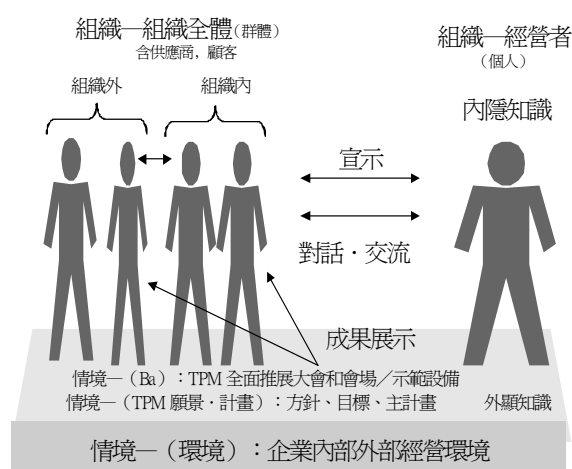 組織—組織全體(群體)
含供應商, 顧客
組織外
組織內
組織—經營者
(個人)
內隱知識
宣示
對話・交流
成果展示
情境—（Ba）：TPM 全面推展大會和會場／示範設備
情境—（TPM 願景・計畫）：方針、目標、主計畫
外顯知識
情境—（環境）：企業內部外部經營環境